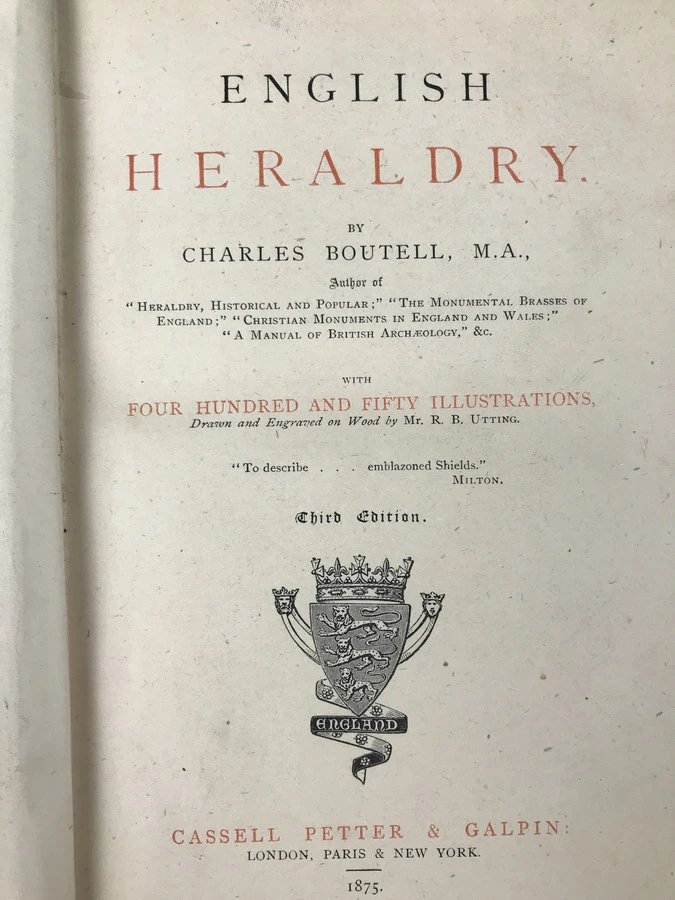 ENGLISH
HERALDRY.
BY
CHARLES BOUTELL, M.A.,
Author of
“HERALDRY, HISTORICAL AND POPULAR;” “THE MONUMENTAL BRASSES OF
ENGLAND;” “CHRISTIAN MONUMENTS IN ENGLAND AND WALES;”
“A MANUAL OF BRITISH ARCHÆOLOGY,” &c.
WITH
FOUR HUNDRED AND FIFTY ILLUSTRATIONS,
Drawn and Engraved on Wood by MR. R. B. UTTING.
“To describe . . . emblazoned Shields.”
MILTON.
Third Edition.
ENGLAND
CASSELL PETTER & GALPIN:
LONDON, PARIS & NEW YORK.
1875.